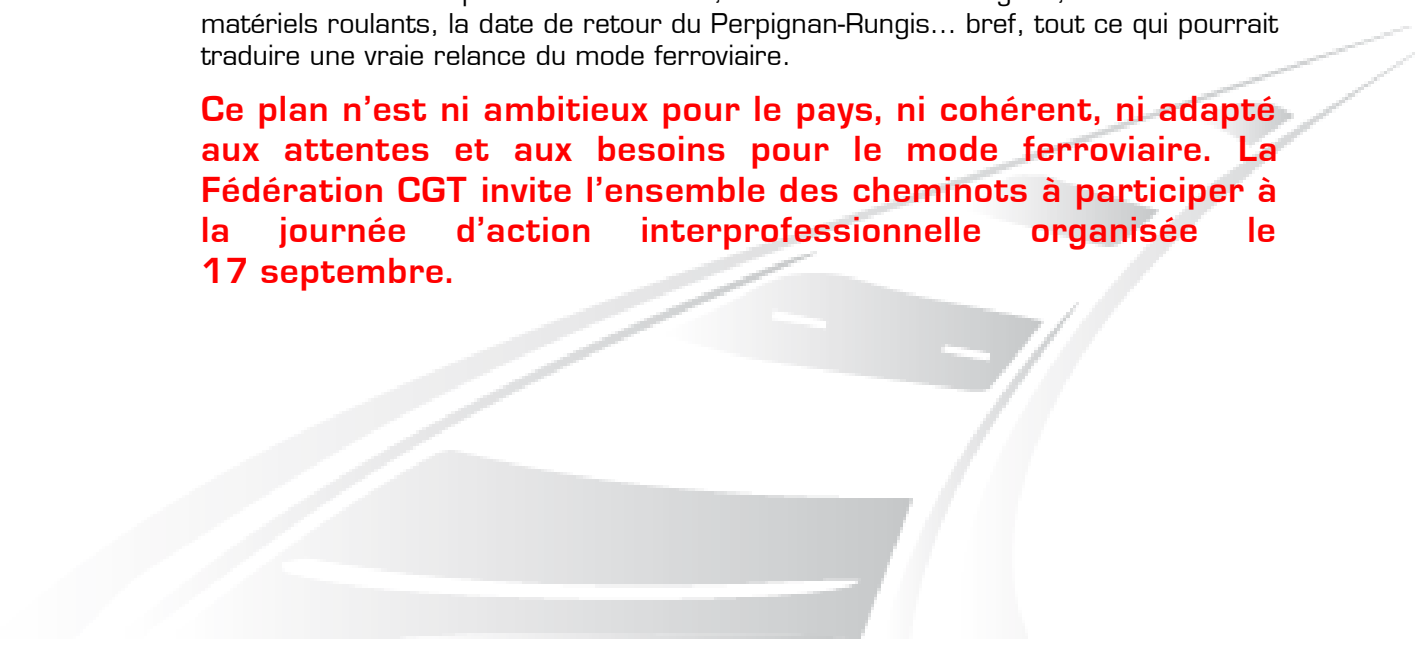 matériels roulants, la date de retour du Perpignan-Rungis... bref, tout ce qui pourrait
traduire une vraie relance du mode ferroviaire.
Ce plan n’est ni ambitieux pour le pays, ni cohérent, ni adapté
aux attentes et aux besoins pour le mode ferroviaire. La
Fédération CGT invite l’ensemble des cheminots à participer à
la journée d’action interprofessionnelle organisée le
17 septembre.